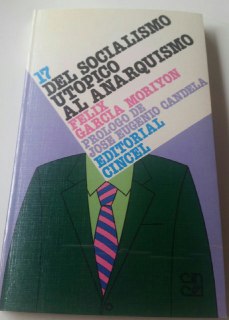 17
DEL SOCIALISMO
UTOPICO
AL ANARQUISMO
FELIX
GARCIA MORIYON
PROLOGO DE
JOSE EUGENIO CANDELA
EDITORIAL
CINCEL